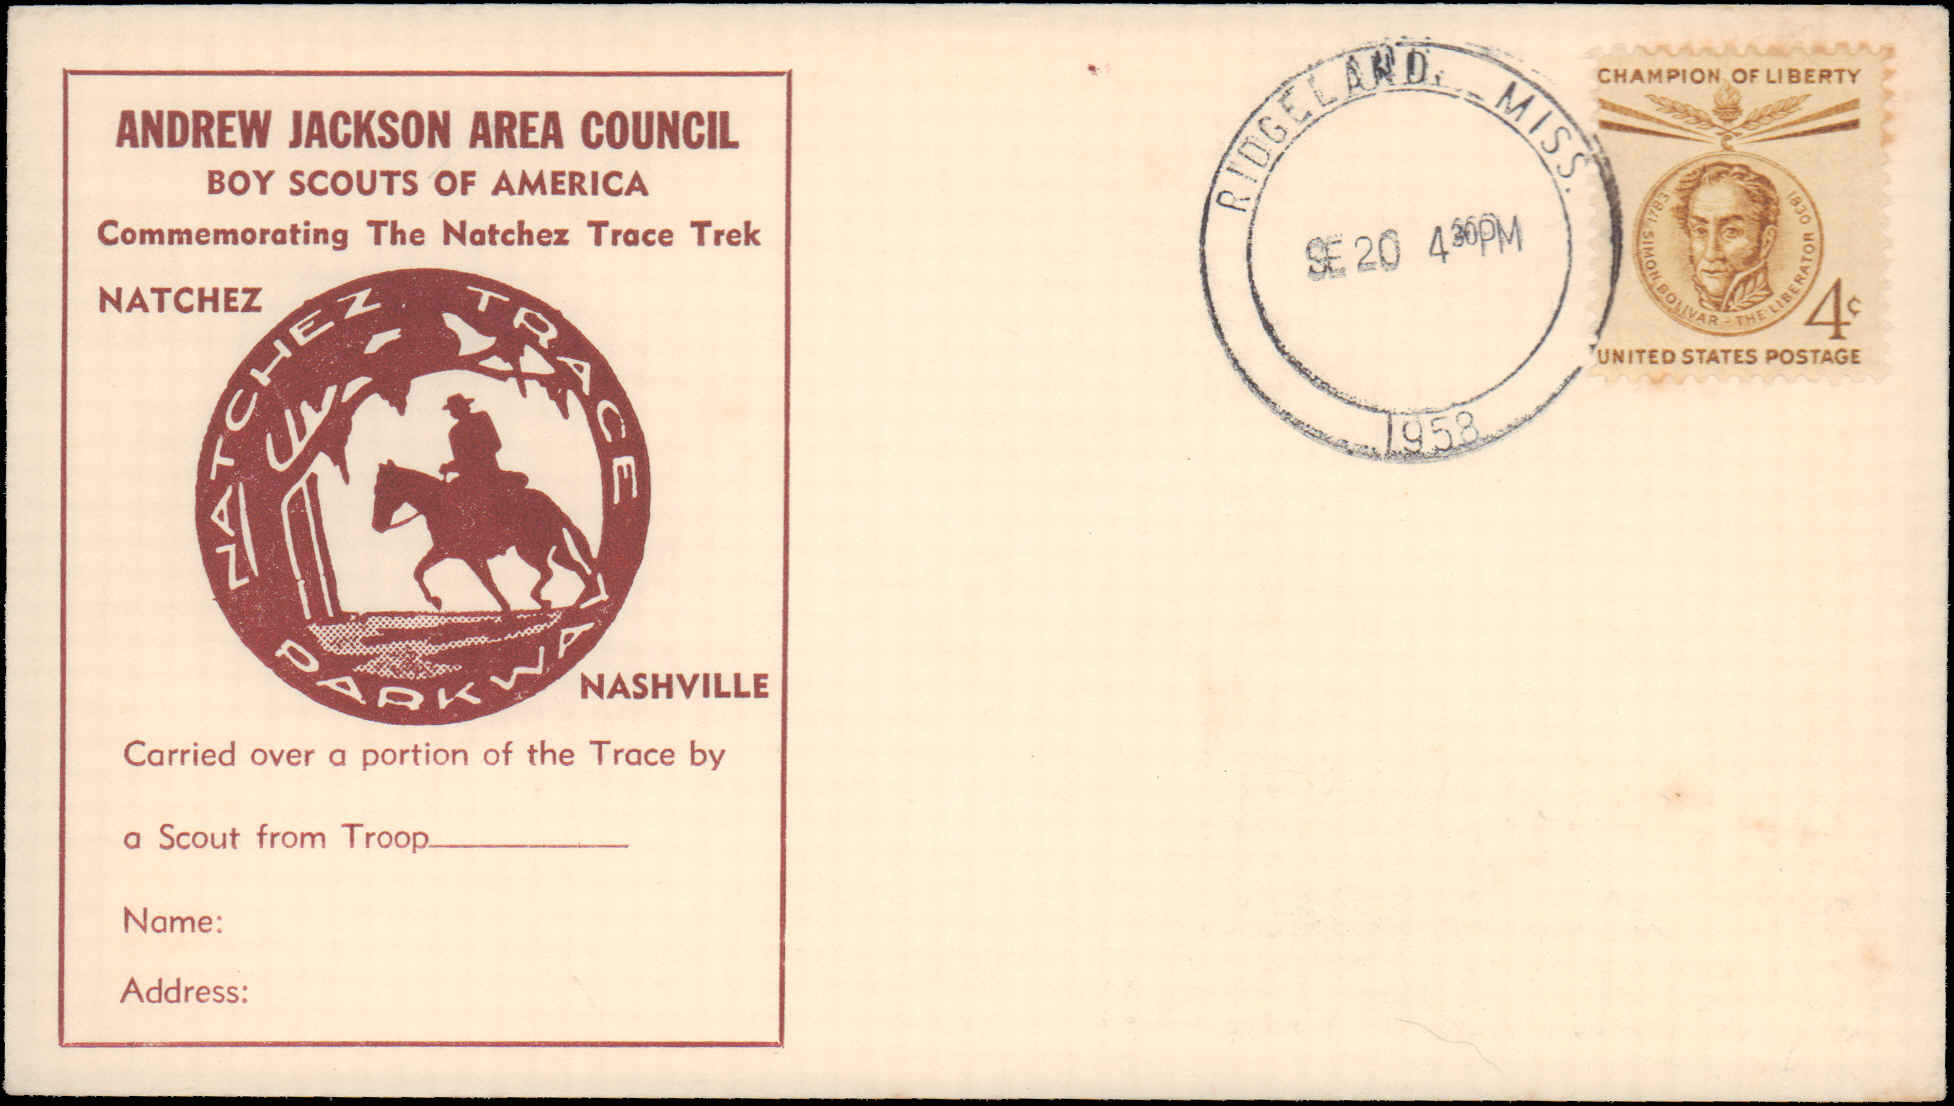 ANDREW JACKSON AREA COUNCIL
BOY SCOUTS OF AMERICA
Commemorating The Natchez Trace Trek
NATCHEZ
NATCHEZ TRACE
PARKWAY
NASHVILLE
Carried over a portion of the Trace by
a Scout from Troop
Name:
Address:
RIDGELAND, MISS.
SE 20 4 30 PM
1958
CHAMPION OF LIBERTY
1783 SIMON BOLIVAR - THE LIBERATOR 1830
4¢
UNITED STATES POSTAGE